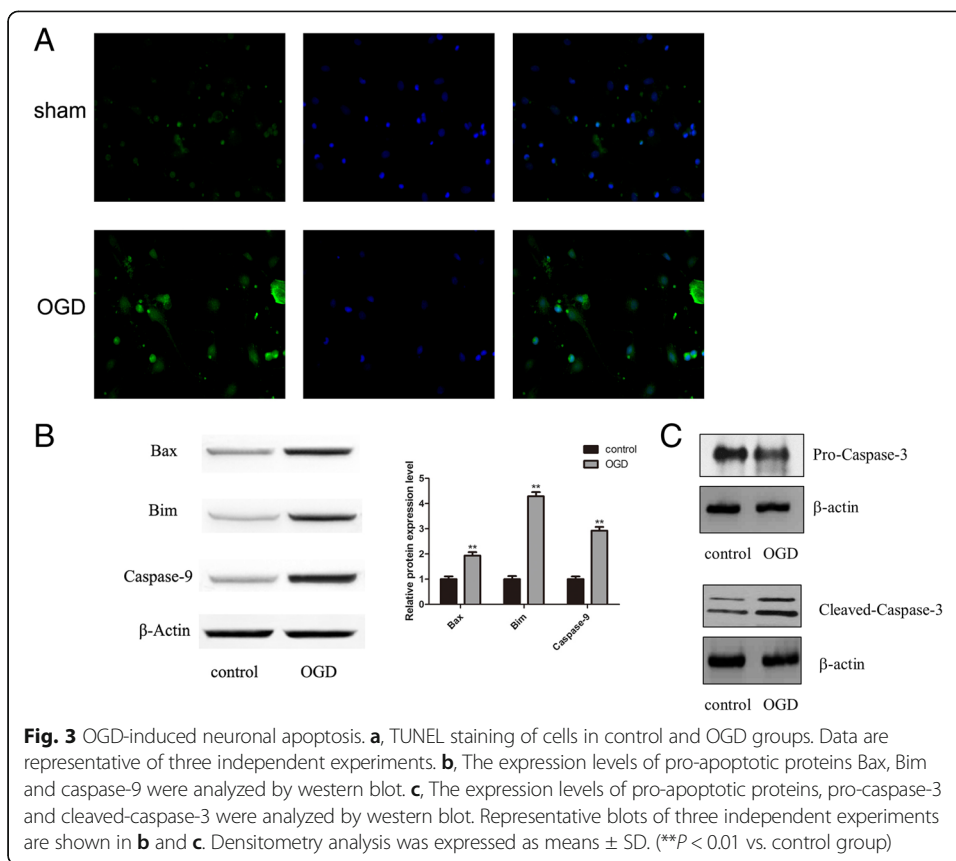 A
sham
OGD
B
Bax
Bim
Caspase-9
β-Actin
control OGD
control
OGD
Relative protein expression level
5
4
3
2
1
0
**
**
**
Bax
Bim
Caspase-9
C
Pro-Caspase-3
β-actin
control OGD
Cleaved-Caspase-3
β-actin
control OGD
Fig. 3 OGD-induced neuronal apoptosis. a, TUNEL staining of cells in control and OGD groups. Data are
representative of three independent experiments. b, The expression levels of pro-apoptotic proteins Bax, Bim
and caspase-9 were analyzed by western blot. c, The expression levels of pro-apoptotic proteins, pro-caspase-3
and cleaved-caspase-3 were analyzed by western blot. Representative blots of three independent experiments
are shown in b and c. Densitometry analysis was expressed as means ± SD. (**P < 0.01 vs. control group)